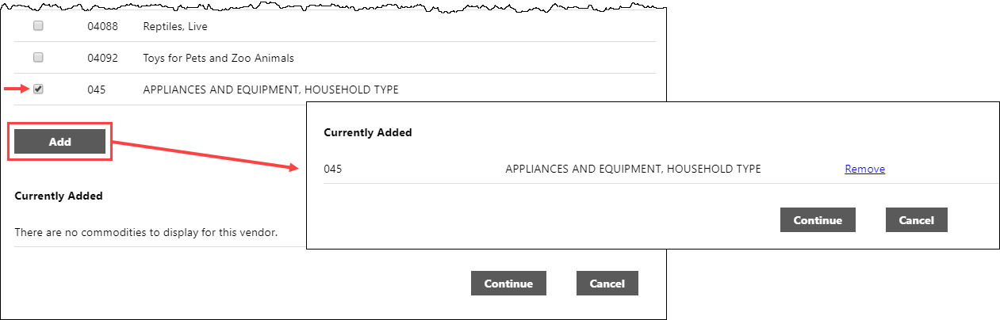 04088 Reptiles, Live
04092 Toys for Pets and Zoo Animals
045 APPLIANCES AND EQUIPMENT, HOUSEHOLD TYPE
Add
Currently Added
There are no commodities to display for this vendor.
Continue Cancel
Currently Added
045 APPLIANCES AND EQUIPMENT, HOUSEHOLD TYPE Remove
Continue Cancel